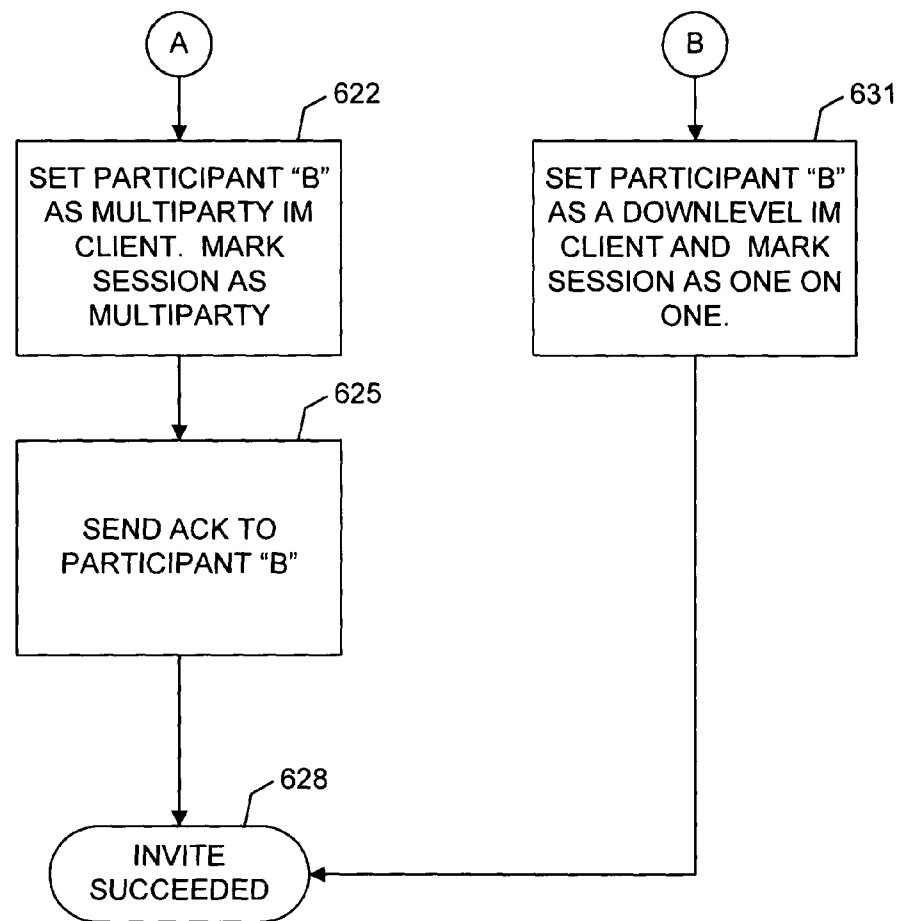 A
622
SET PARTICIPANT “B”
AS MULTIPARTY IM
CLIENT. MARK
SESSION AS
MULTIPARTY
625
SEND ACK TO
PARTICIPANT “B”
628
INVITE
SUCCEEDED
B
631
SET PARTICIPANT “B”
AS A DOWNLEVEL IM
CLIENT AND MARK
SESSION AS ONE ON
ONE.